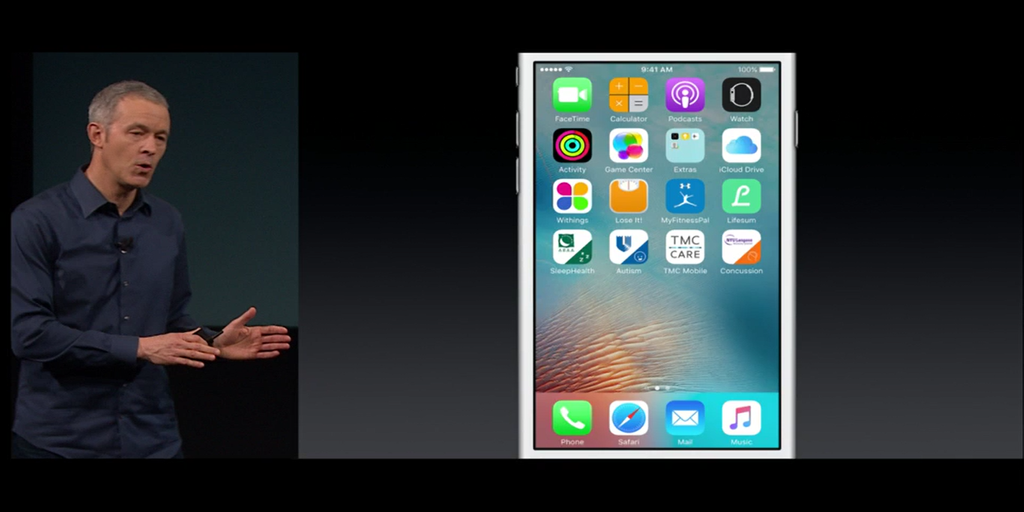 9:41 AM 100%
FaceTime Calculator Podcasts Watch
Activity Game Center Extras iCloud Drive
Withings Lose It! MyFitnessPal Lifesum
TMC CARE
SleepHealth Autism TMC Mobile Concussion
Phone Safari Mail Music